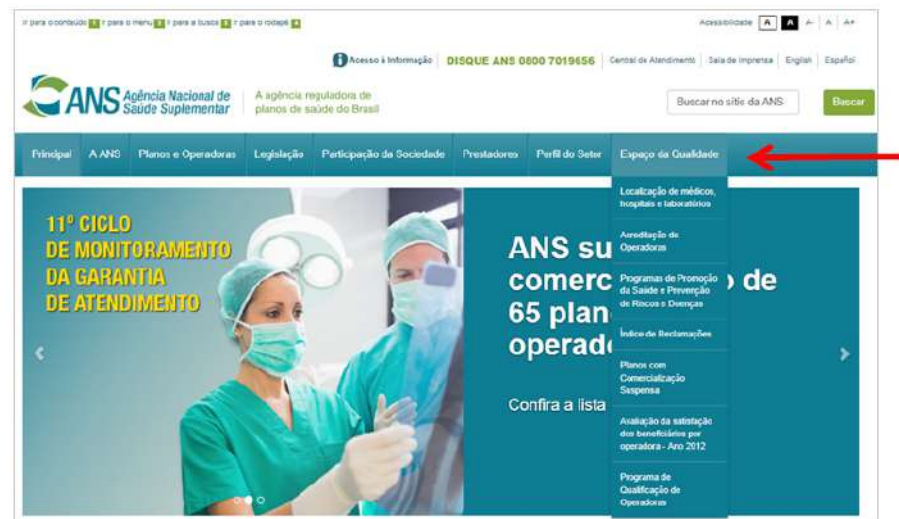 Ir para o conteúdo 1 Ir para o menu 2 Ir para a busca 3 Ir para o rodapé 4
Acessibilidade A A A- A A+
Acesso à Informação DISQUE ANS 0800 7019656 Central de Atendimento Sala de Imprensa English Español
ANS Agência Nacional de
Saúde Suplementar
A agência reguladora de
planos de saúde do Brasil
Buscar no sítio da ANS Buscar
Principal A ANS Planos e Operadoras Legislação Participação da Sociedade Prestadores Perfil do Setor Espaço da Qualidade
Localização de médicos,
hospitais e laboratórios
Acreditação de
Operadoras
Programas de Promoção
da Saúde e Prevenção
de Riscos e Doenças
Índice de Reclamações
Planos com
Comercialização
Suspensa
Avaliação da satisfação
dos beneficiários por
operadora - Ano 2012
Programa de
Qualificação de
Operadoras
11º CICLO
DE MONITORAMENTO
DA GARANTIA
DE ATENDIMENTO
ANS su
comerc o de
65 plan
operad
Confira a lista